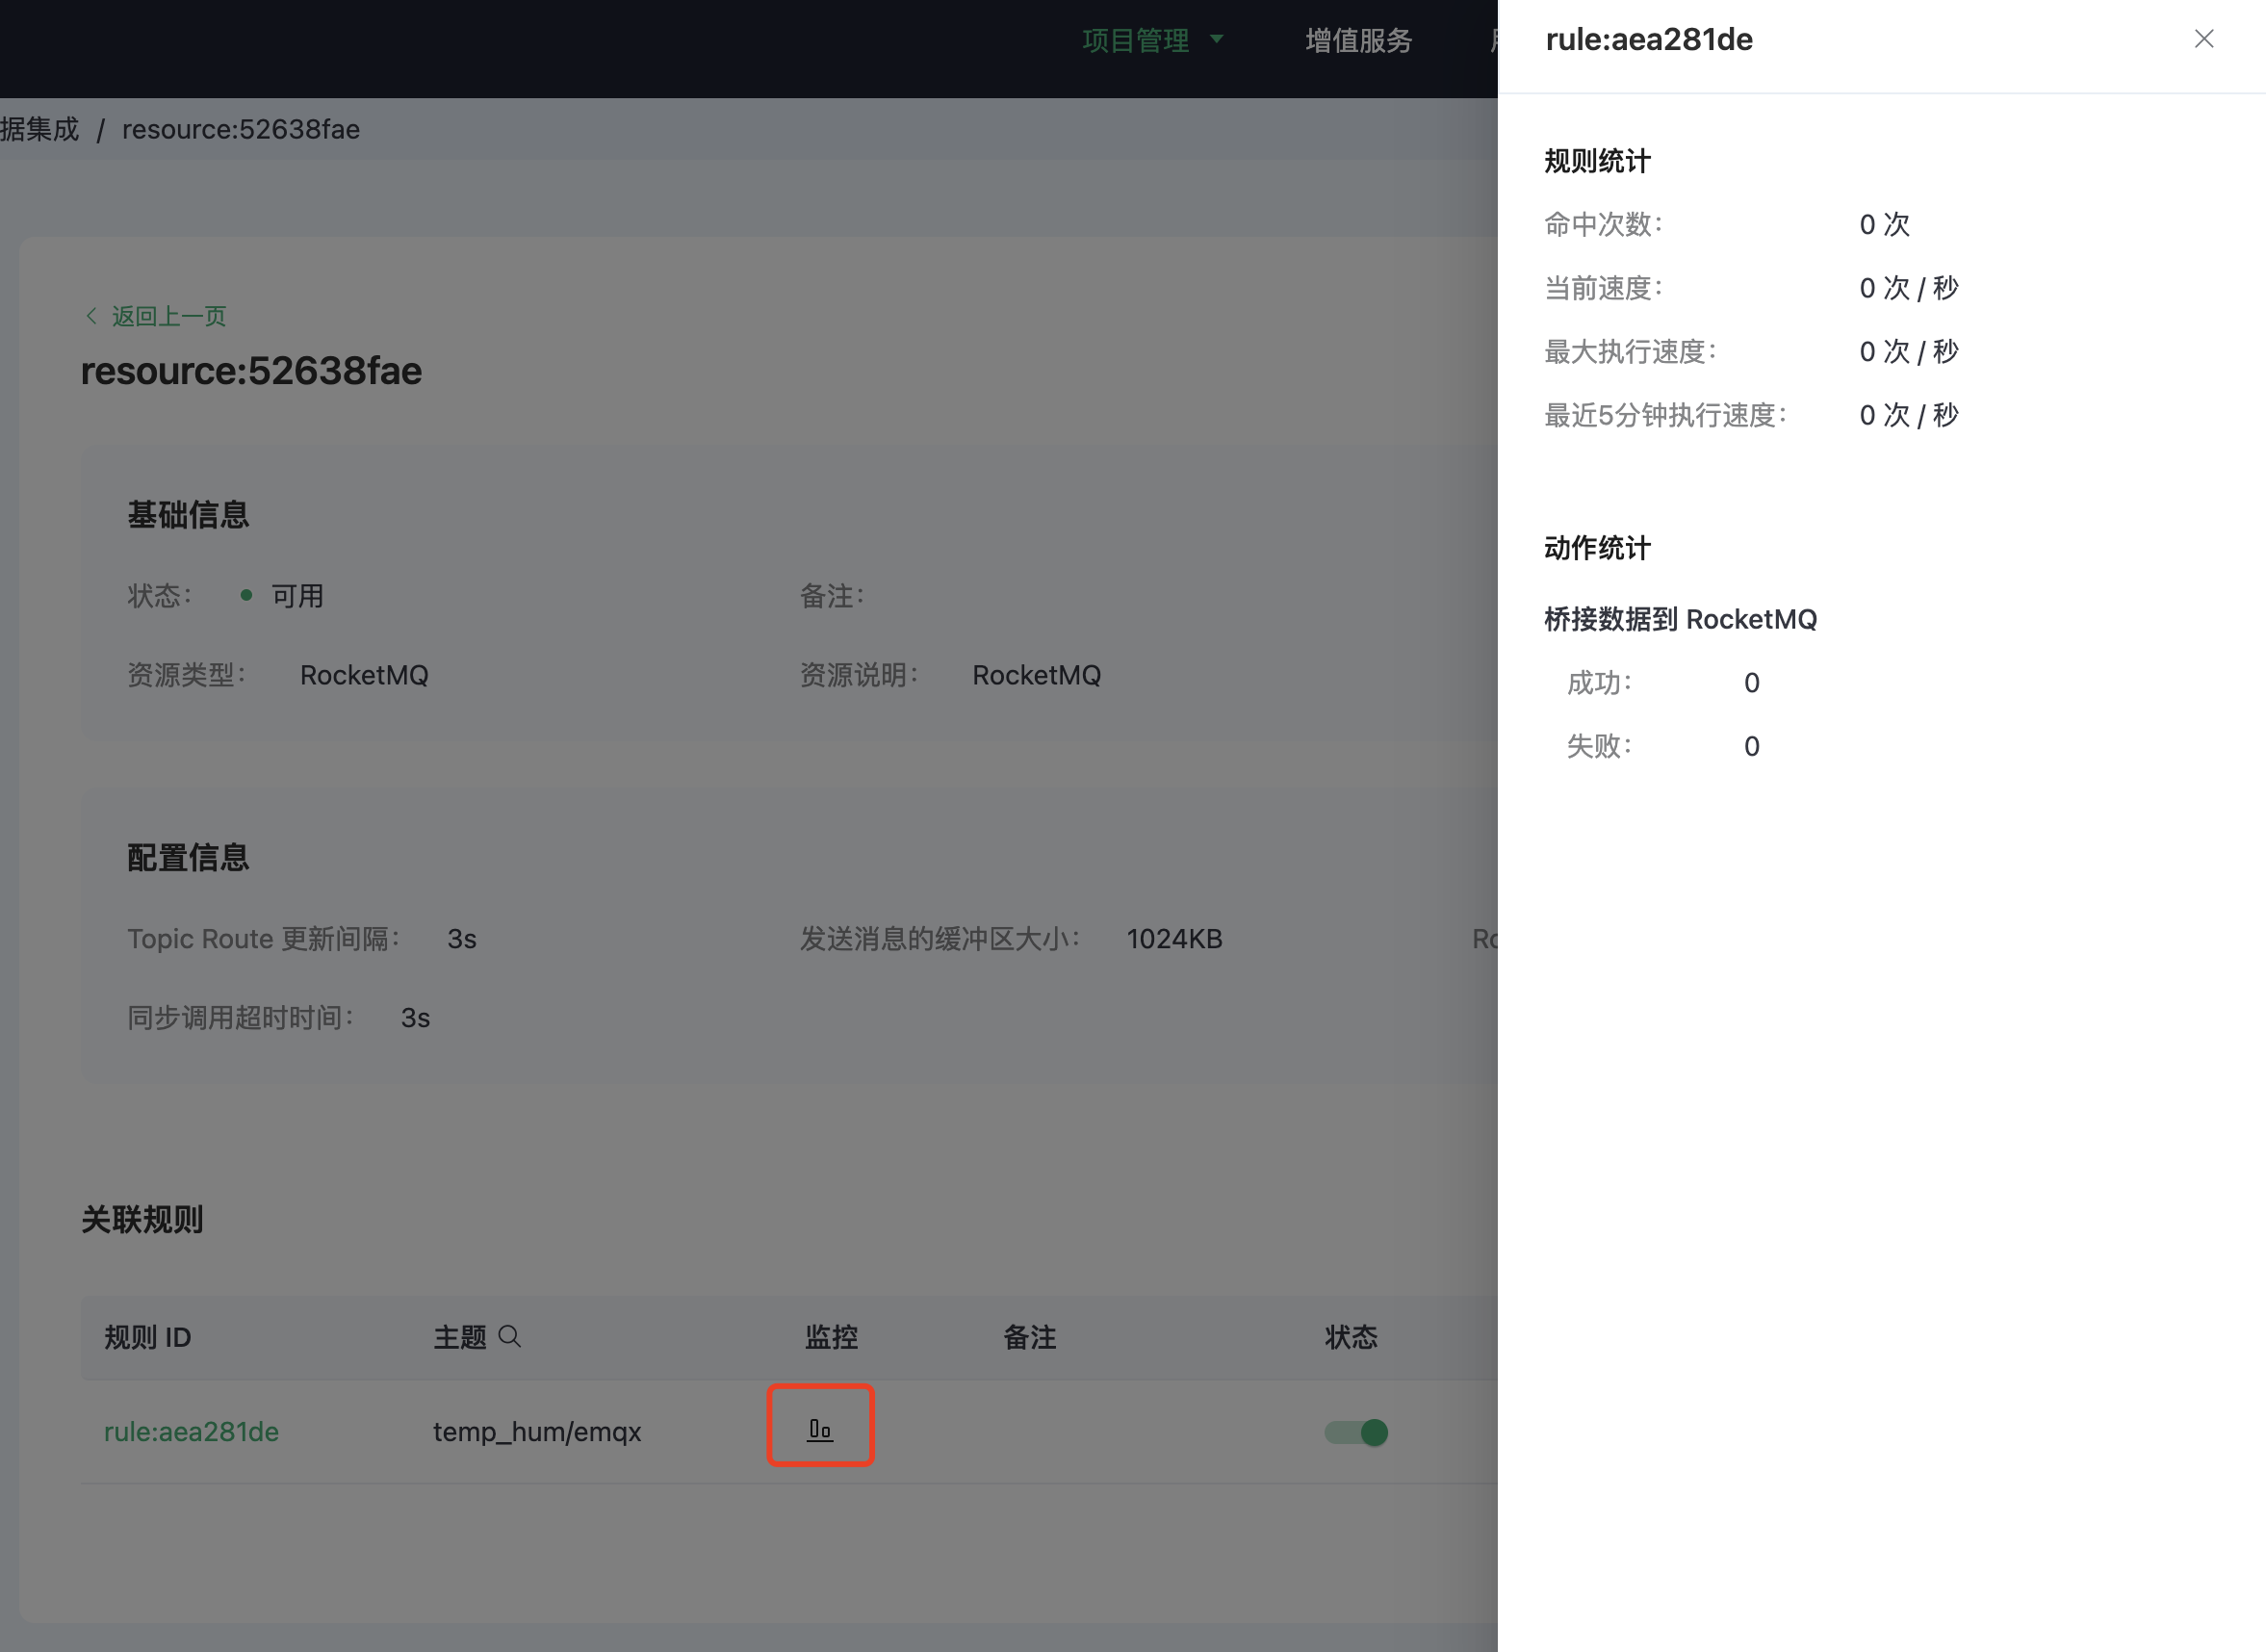 项目管理 增值服务
据集成 / resource:52638fae
返回上一页
resource:52638fae
基础信息
状态： 可用 备注：
资源类型： RocketMQ 资源说明： RocketMQ
配置信息
Topic Route 更新间隔： 3s 发送消息的缓冲区大小： 1024KB Ro
同步调用超时时间： 3s
关联规则
规则 ID 主题 监控 备注 状态
rule:aea281de temp_hum/emqx
rule:aea281de
规则统计
命中次数： 0 次
当前速度： 0 次 / 秒
最大执行速度： 0 次 / 秒
最近5分钟执行速度： 0 次 / 秒
动作统计
桥接数据到 RocketMQ
成功： 0
失败： 0